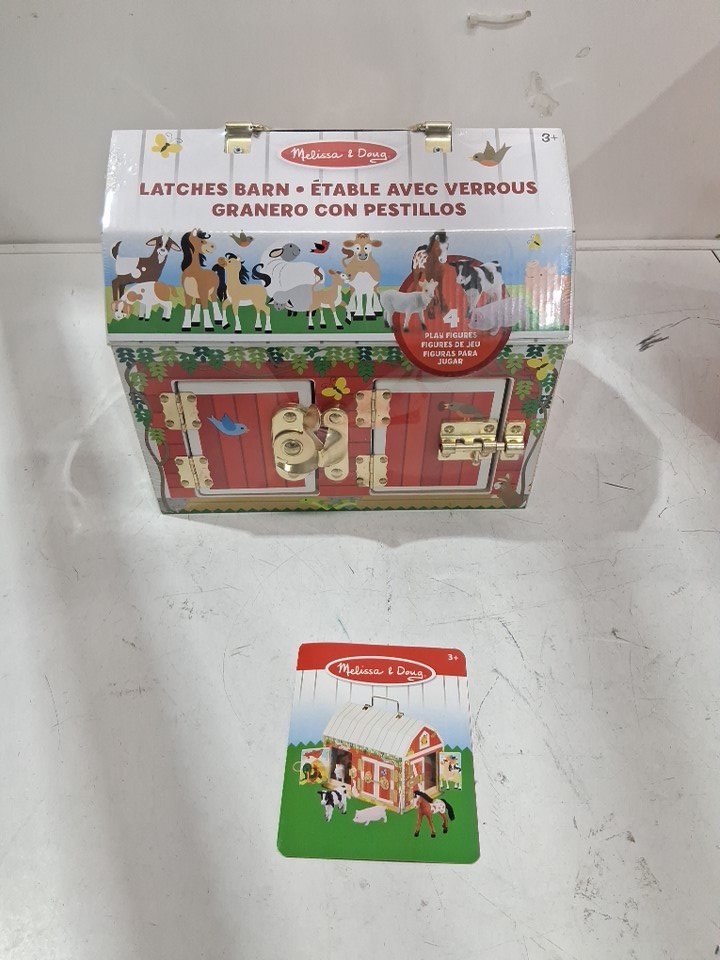 Melissa & Doug
3+
LATCHES BARN • ÉTABLE AVEC VERROUS
GRANERO CON PESTILLOS
4
PLAY FIGURES
FIGURES DE JEU
FIGURAS PARA
JUGAR
3+
Melissa & Doug